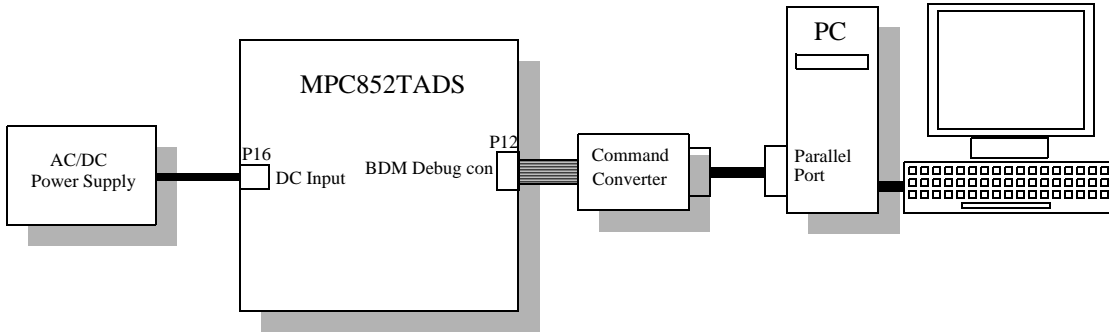 AC/DC
Power Supply
MPC852TADS
P16
DC Input
P12
BDM Debug con
Command
Converter
PC
Parallel
Port